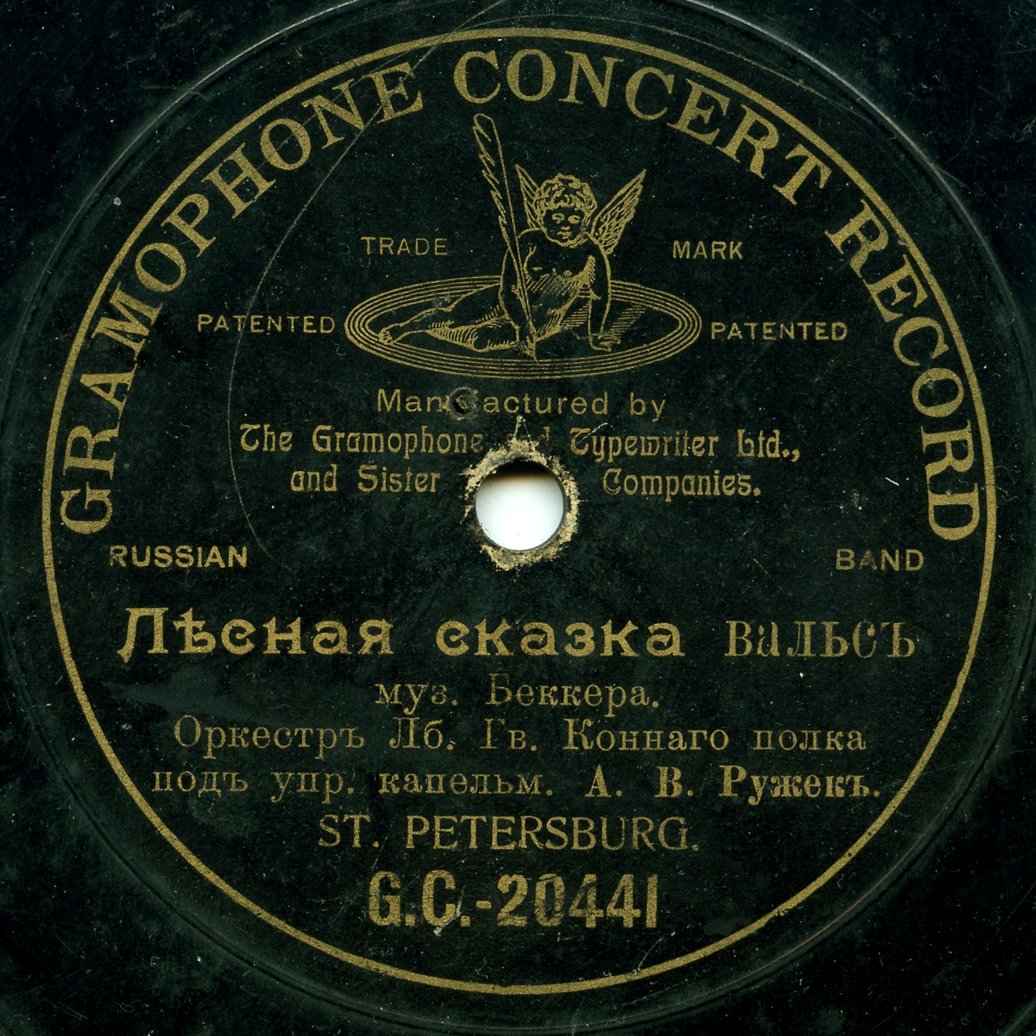 GRAMOPHONE CONCERT RECORD
TRADE MARK
PATENTED PATENTED
Manufactured by
The Gramophone and Typewriter Ltd.,
and Sister Companies.
RUSSIAN BAND
Лѣсная сказка вальсъ
муз. Беккера.
Оркестръ Лб. Гв. Коннаго полка
подъ упр. капельм. А. В. Ружекъ.
ST. PETERSBURG.
G.C.-20441